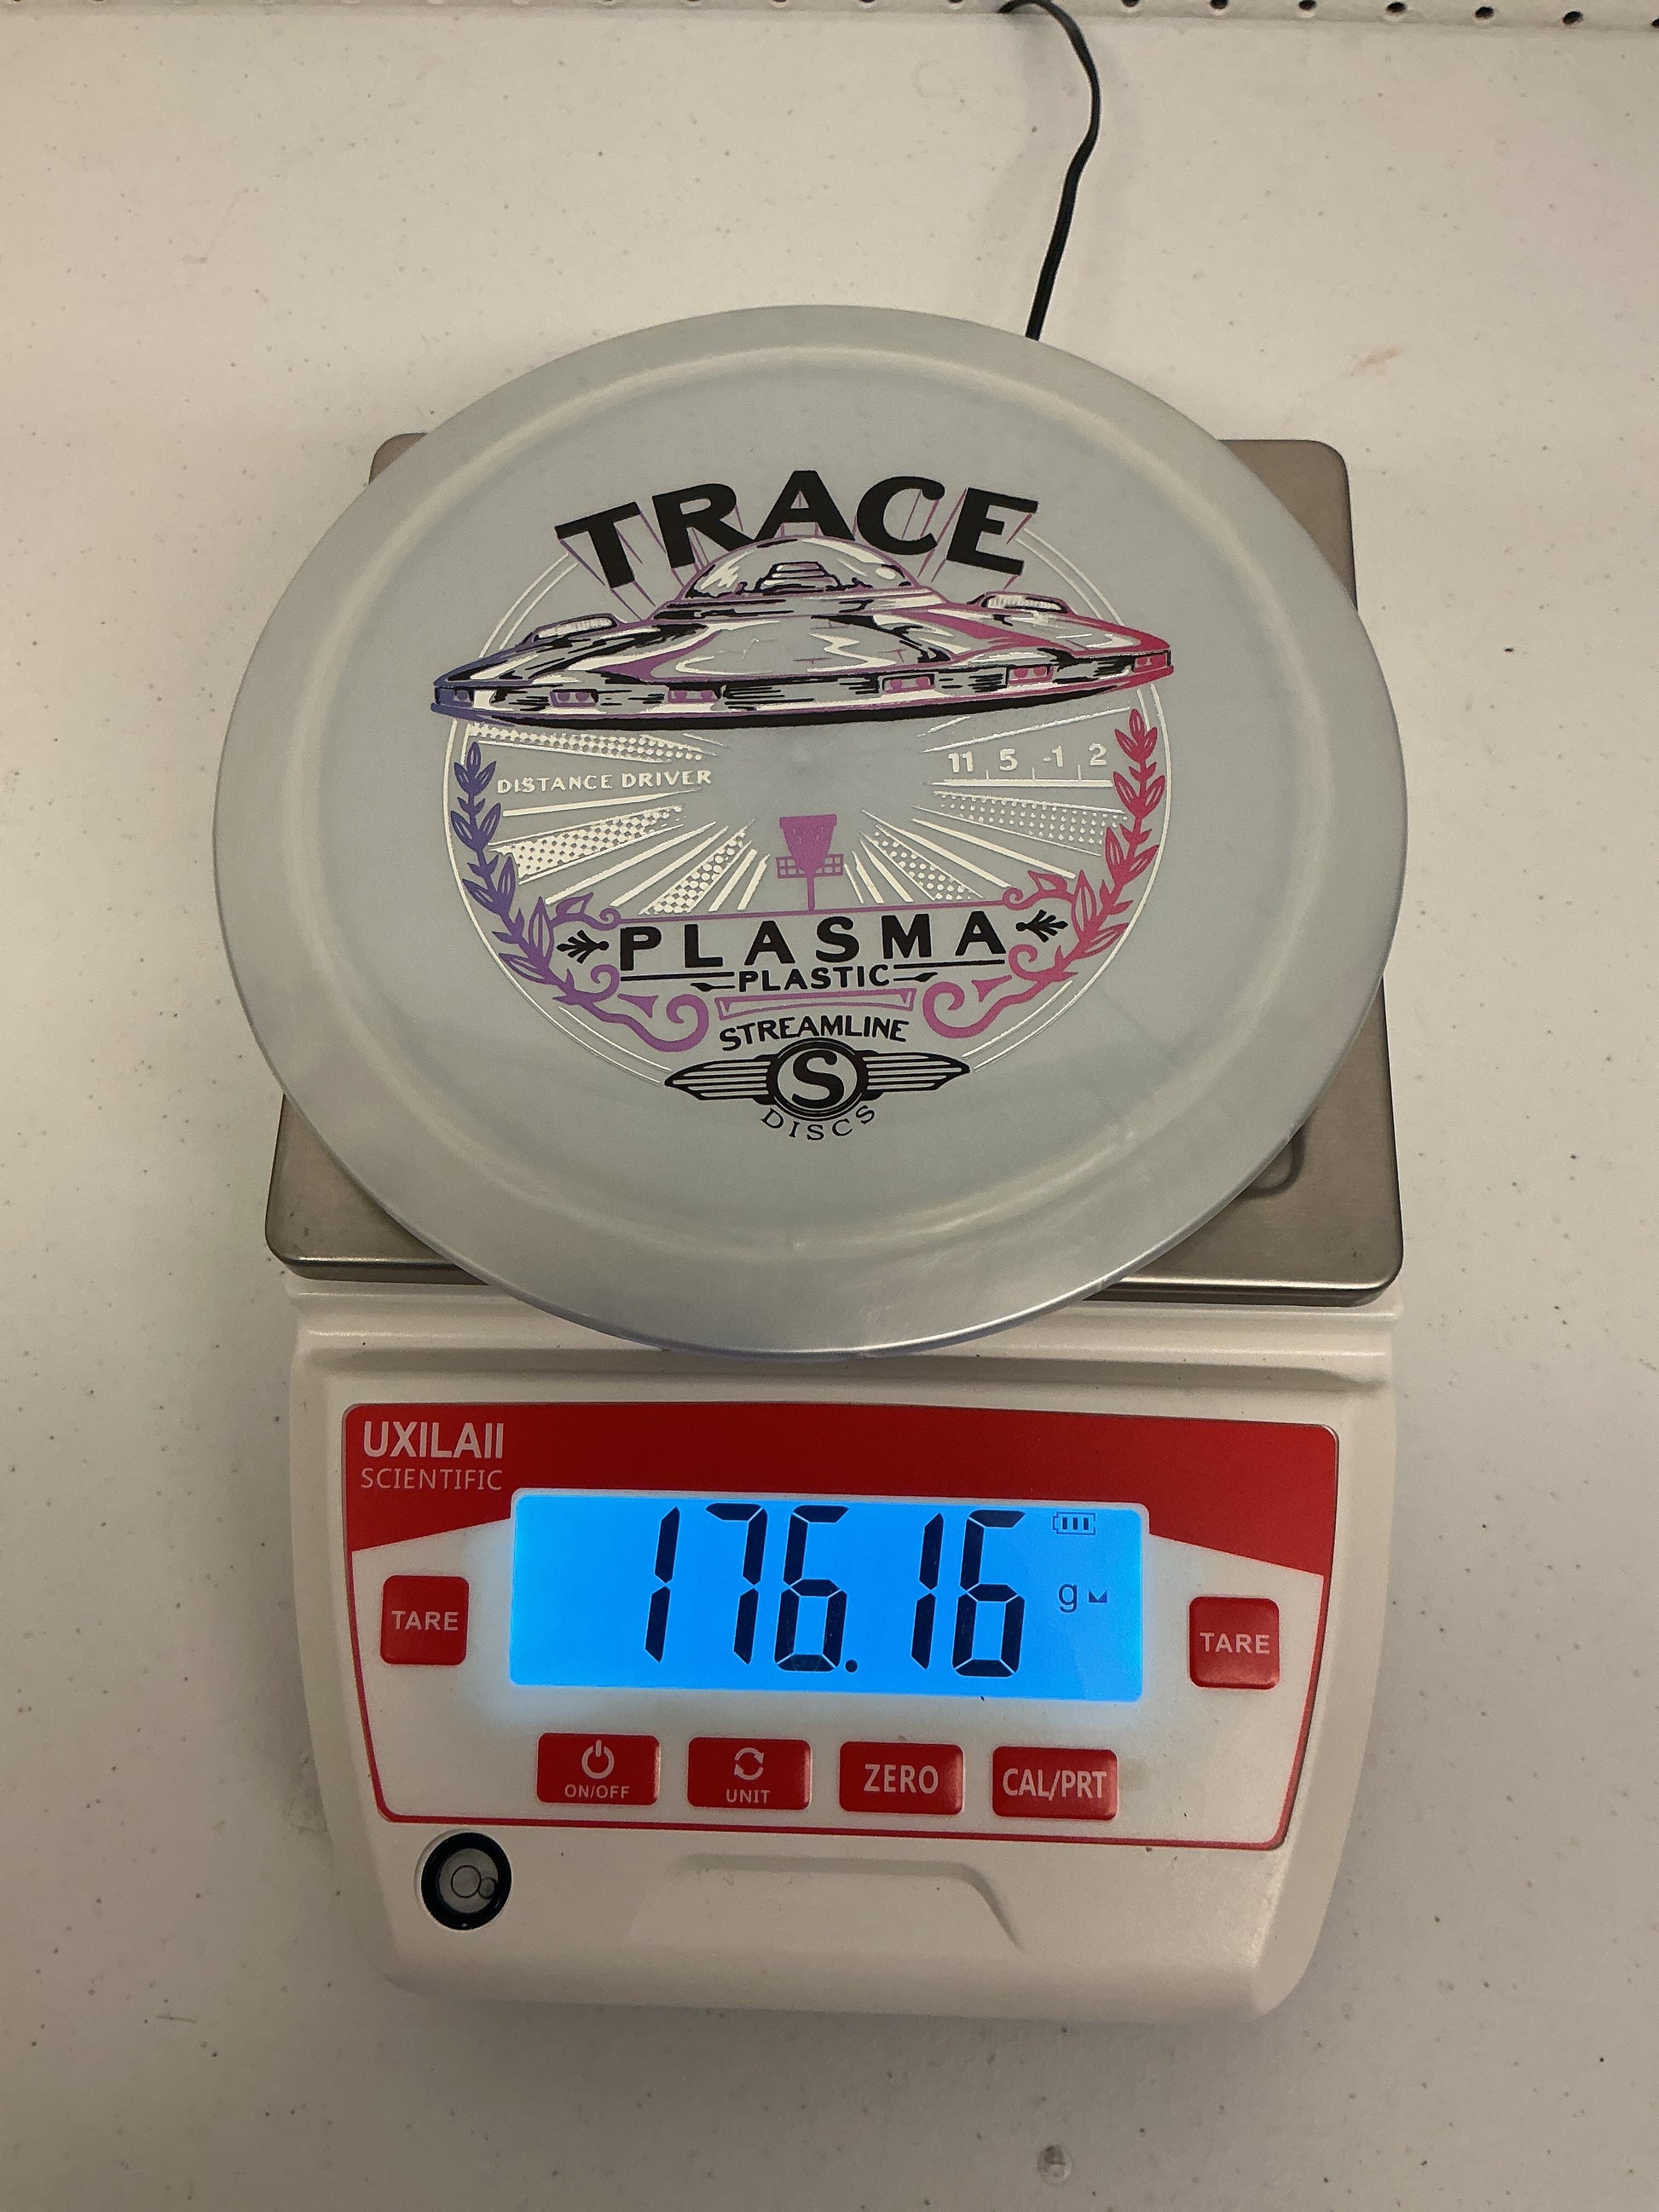 TRACE
DISTANCE DRIVER
11 5 -1 2
PLASMA
PLASTIC
STREAMLINE
S
DISCS
UXILAII
SCIENTIFIC
176.16
g
TARE
TARE
ON/OFF
UNIT
ZERO
CAL/PRT